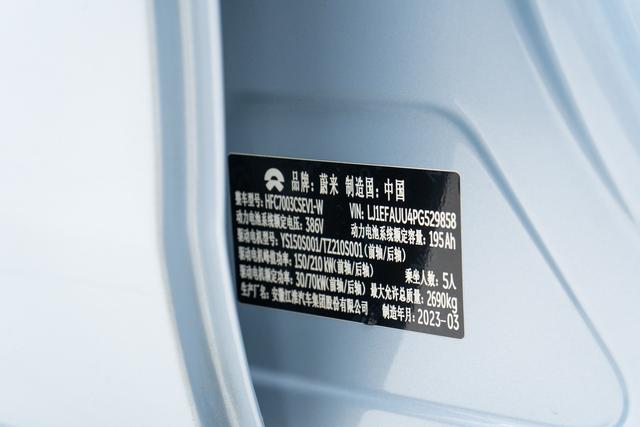 品牌：蔚来 制造国：中国
整车型号：HFC7003CSEV1-W VIN: LJ1EFAUU4PG529858
动力电池系统额定电压：386V 动力电池系统额定容量：195Ah
驱动电机型号：YS150S001/TZ210S001(前轴/后轴)
驱动电机峰值功率：150/210kW(前轴/后轴) 乘坐人数：5人
驱动电机额定功率：30/70kW(前轴/后轴) 最大允许总质量：2690kg
生产厂名：安徽江淮汽车集团股份有限公司 制造年月：2023-03